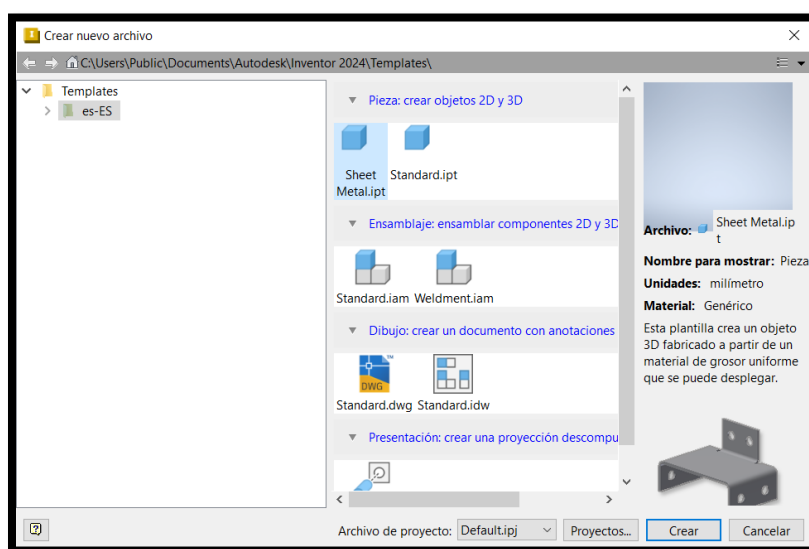 Crear nuevo archivo
C:\Users\Public\Documents\Autodesk\Inventor 2024\Templates\
Templates
es-ES
Pieza: crear objetos 2D y 3D
Sheet
Metal.ipt
Standard.ipt
Ensamblaje: ensamblar componentes 2D y 3D
Standard.iam
Weldment.iam
Dibujo: crear un documento con anotaciones
DWG
Standard.dwg
Standard.idw
Presentación: crear una proyección descompu
Archivo: Sheet Metal.ip
t
Nombre para mostrar: Pieza
Unidades: milímetro
Material: Genérico
Esta plantilla crea un objeto
3D fabricado a partir de un
material de grosor uniforme
que se puede desplegar.
Archivo de proyecto: Default.ipj
Proyectos...
Crear
Cancelar